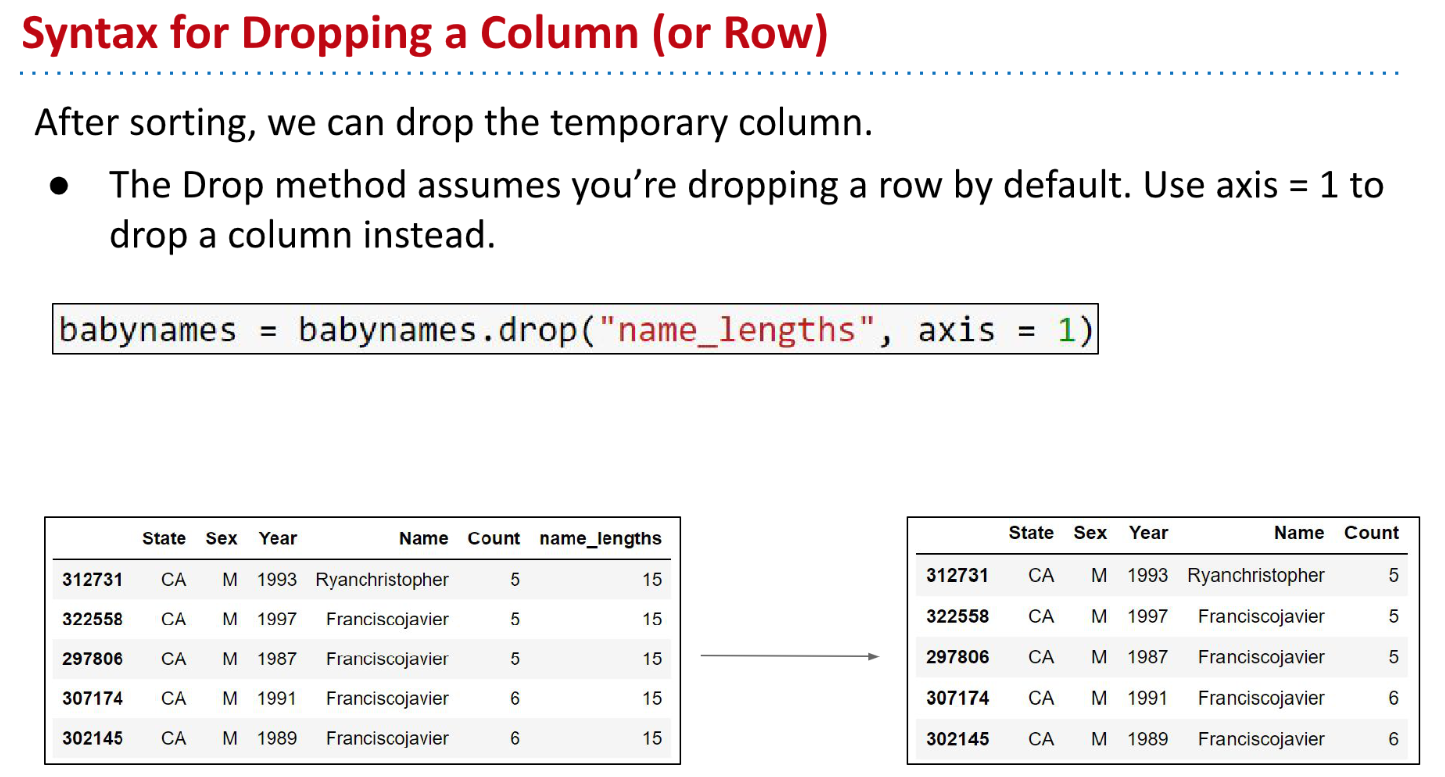 Syntax for Dropping a Column (or Row)
After sorting, we can drop the temporary column.
● The Drop method assumes you’re dropping a row by default. Use axis = 1 to
drop a column instead.
babynames = babynames.drop("name_lengths", axis = 1)
State Sex Year Name Count name_lengths
312731 CA M 1993 Ryanchristopher 5 15
322558 CA M 1997 Franciscojavier 5 15
297806 CA M 1987 Franciscojavier 5 15
307174 CA M 1991 Franciscojavier 6 15
302145 CA M 1989 Franciscojavier 6 15
State Sex Year Name Count
312731 CA M 1993 Ryanchristopher 5
322558 CA M 1997 Franciscojavier 5
297806 CA M 1987 Franciscojavier 5
307174 CA M 1991 Franciscojavier 6
302145 CA M 1989 Franciscojavier 6